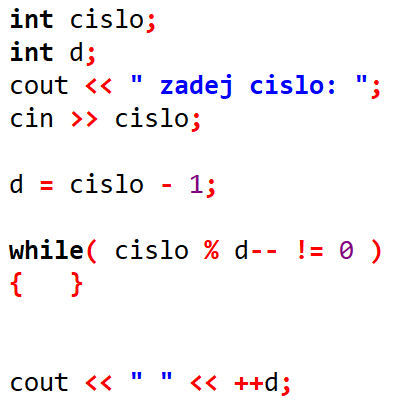 int cislo;
int d;
cout << " zadej cislo: ";
cin >> cislo;
d = cislo - 1;
while( cislo % d-- != 0 )
{   }
cout << " " << ++d;